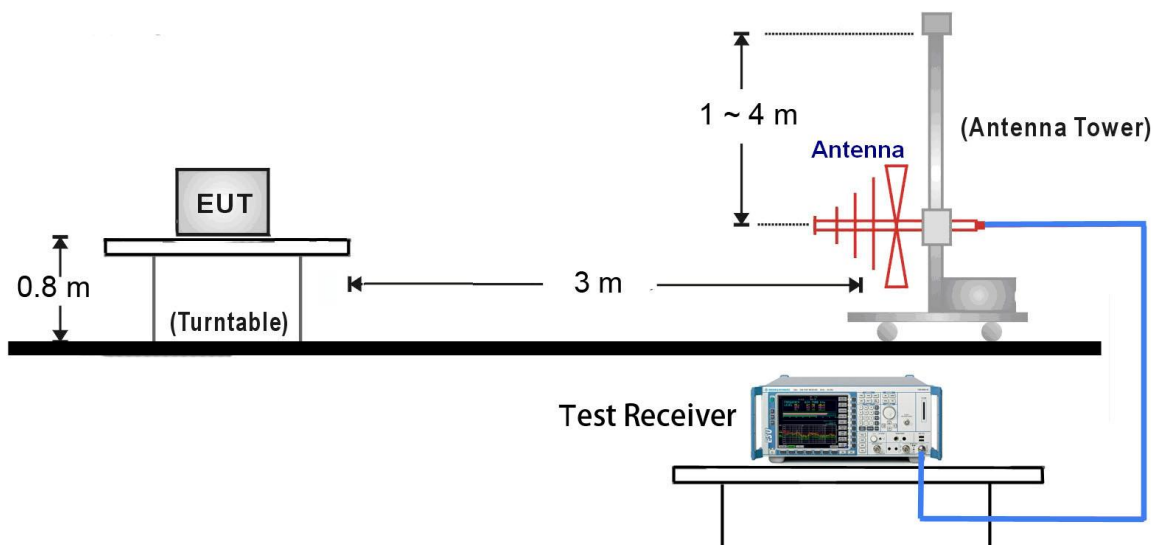 1 ~ 4 m
(Antenna Tower)
Antenna
EUT
0.8 m
3 m
(Turntable)
Test Receiver